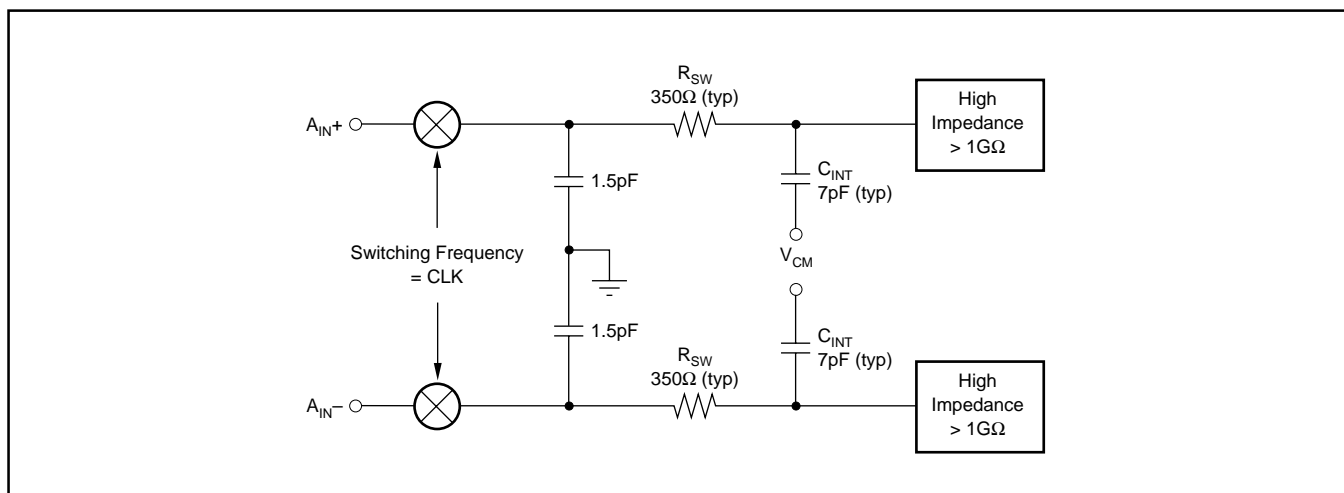 R_SW
350Ω (typ)
High
Impedance
> 1GΩ
A_IN+
1.5pF
C_INT
7pF (typ)
Switching Frequency
= CLK
V_CM
1.5pF
C_INT
7pF (typ)
R_SW
350Ω (typ)
High
Impedance
> 1GΩ
A_IN–